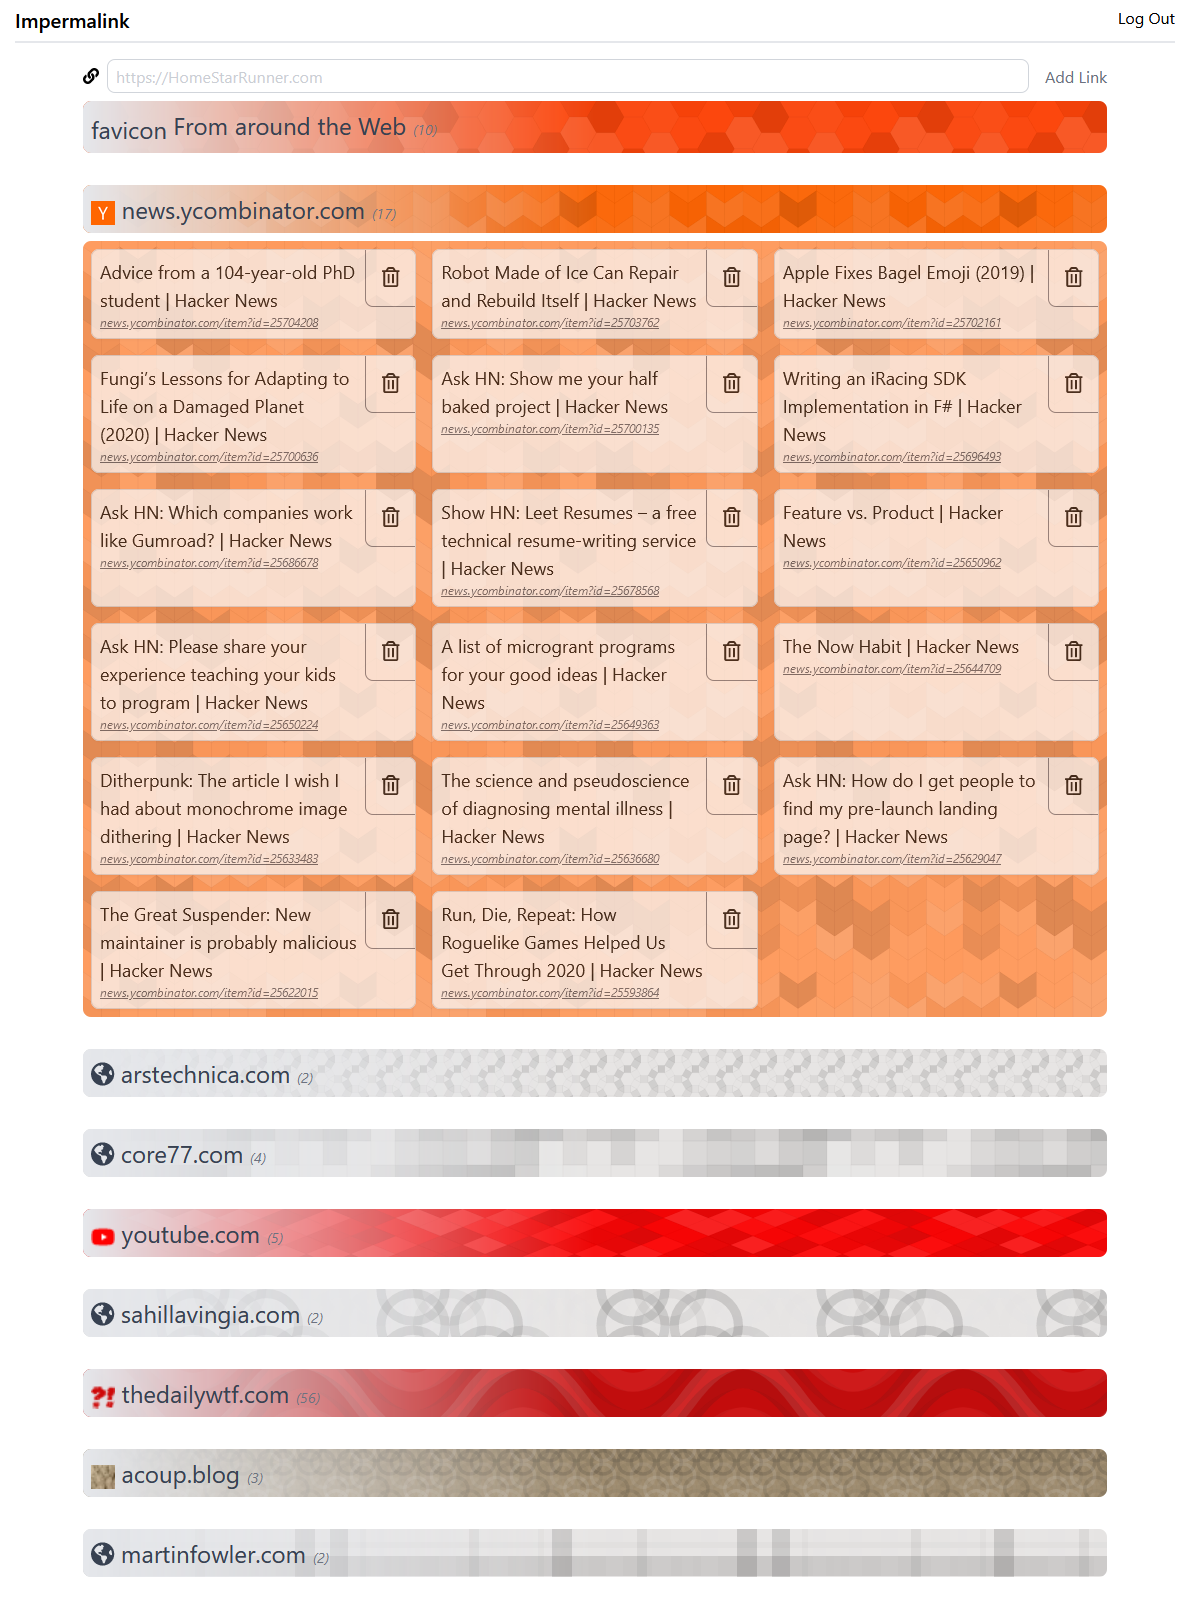 Impermalink
Log Out
https://HomeStarRunner.com
Add Link
favicon From around the Web (10)
Y news.ycombinator.com (17)
Advice from a 104-year-old PhD
student | Hacker News
news.ycombinator.com/item?id=25704208
Robot Made of Ice Can Repair
and Rebuild Itself | Hacker News
news.ycombinator.com/item?id=25703762
Apple Fixes Bagel Emoji (2019) |
Hacker News
news.ycombinator.com/item?id=25702161
Fungi’s Lessons for Adapting to
Life on a Damaged Planet
(2020) | Hacker News
news.ycombinator.com/item?id=25700636
Ask HN: Show me your half
baked project | Hacker News
news.ycombinator.com/item?id=25700135
Writing an iRacing SDK
Implementation in F# | Hacker
News
news.ycombinator.com/item?id=25696493
Ask HN: Which companies work
like Gumroad? | Hacker News
news.ycombinator.com/item?id=25686678
Show HN: Leet Resumes – a free
technical resume-writing service
| Hacker News
news.ycombinator.com/item?id=25678568
Feature vs. Product | Hacker
News
news.ycombinator.com/item?id=25650962
Ask HN: Please share your
experience teaching your kids
to program | Hacker News
news.ycombinator.com/item?id=25650224
A list of microgrant programs
for your good ideas | Hacker
News
news.ycombinator.com/item?id=25649363
The Now Habit | Hacker News
news.ycombinator.com/item?id=25644709
Ditherpunk: The article I wish I
had about monochrome image
dithering | Hacker News
news.ycombinator.com/item?id=25633483
The science and pseudoscience
of diagnosing mental illness |
Hacker News
news.ycombinator.com/item?id=25636680
Ask HN: How do I get people to
find my pre-launch landing
page? | Hacker News
news.ycombinator.com/item?id=25629047
The Great Suspender: New
maintainer is probably malicious
| Hacker News
news.ycombinator.com/item?id=25622015
Run, Die, Repeat: How
Roguelike Games Helped Us
Get Through 2020 | Hacker News
news.ycombinator.com/item?id=25593864
arstechnica.com (2)
core77.com (4)
youtube.com (5)
sahillavingia.com (2)
?! thedailywtf.com (56)
acoup.blog (3)
martinfowler.com (2)